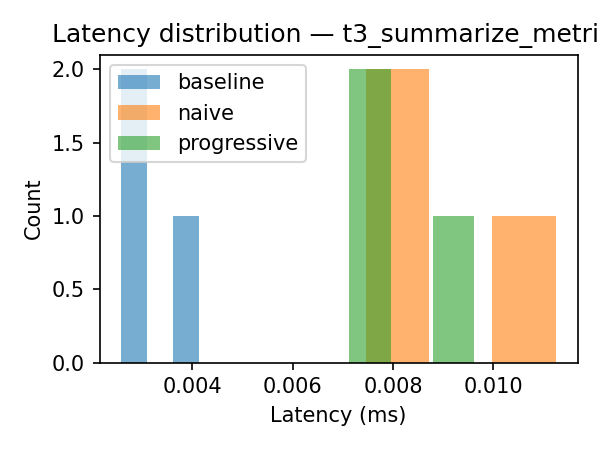 Latency distribution — t3_summarize_metri
2.0
1.5
1.0
0.5
0.0
Count
baseline
naive
progressive
0.004 0.006 0.008 0.010
Latency (ms)